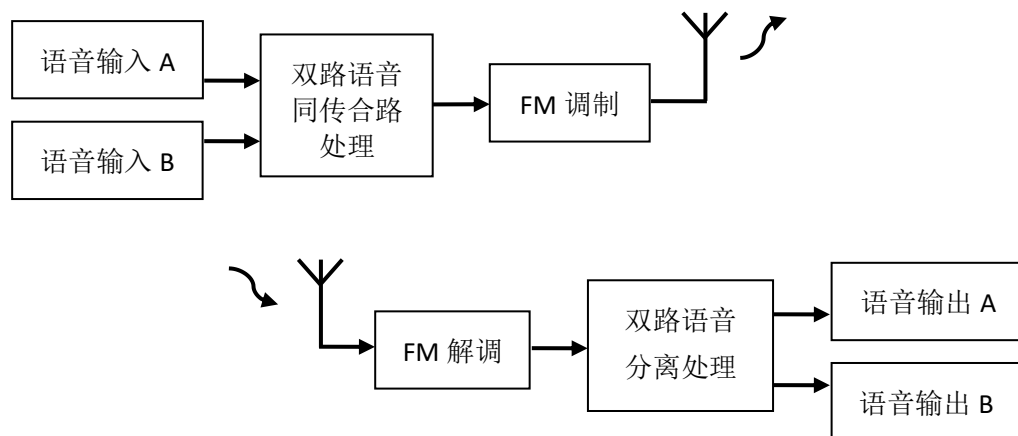 语音输入 A
语音输入 B
双路语音
同传合路
处理
FM 调制
FM 解调
双路语音
分离处理
语音输出 A
语音输出 B